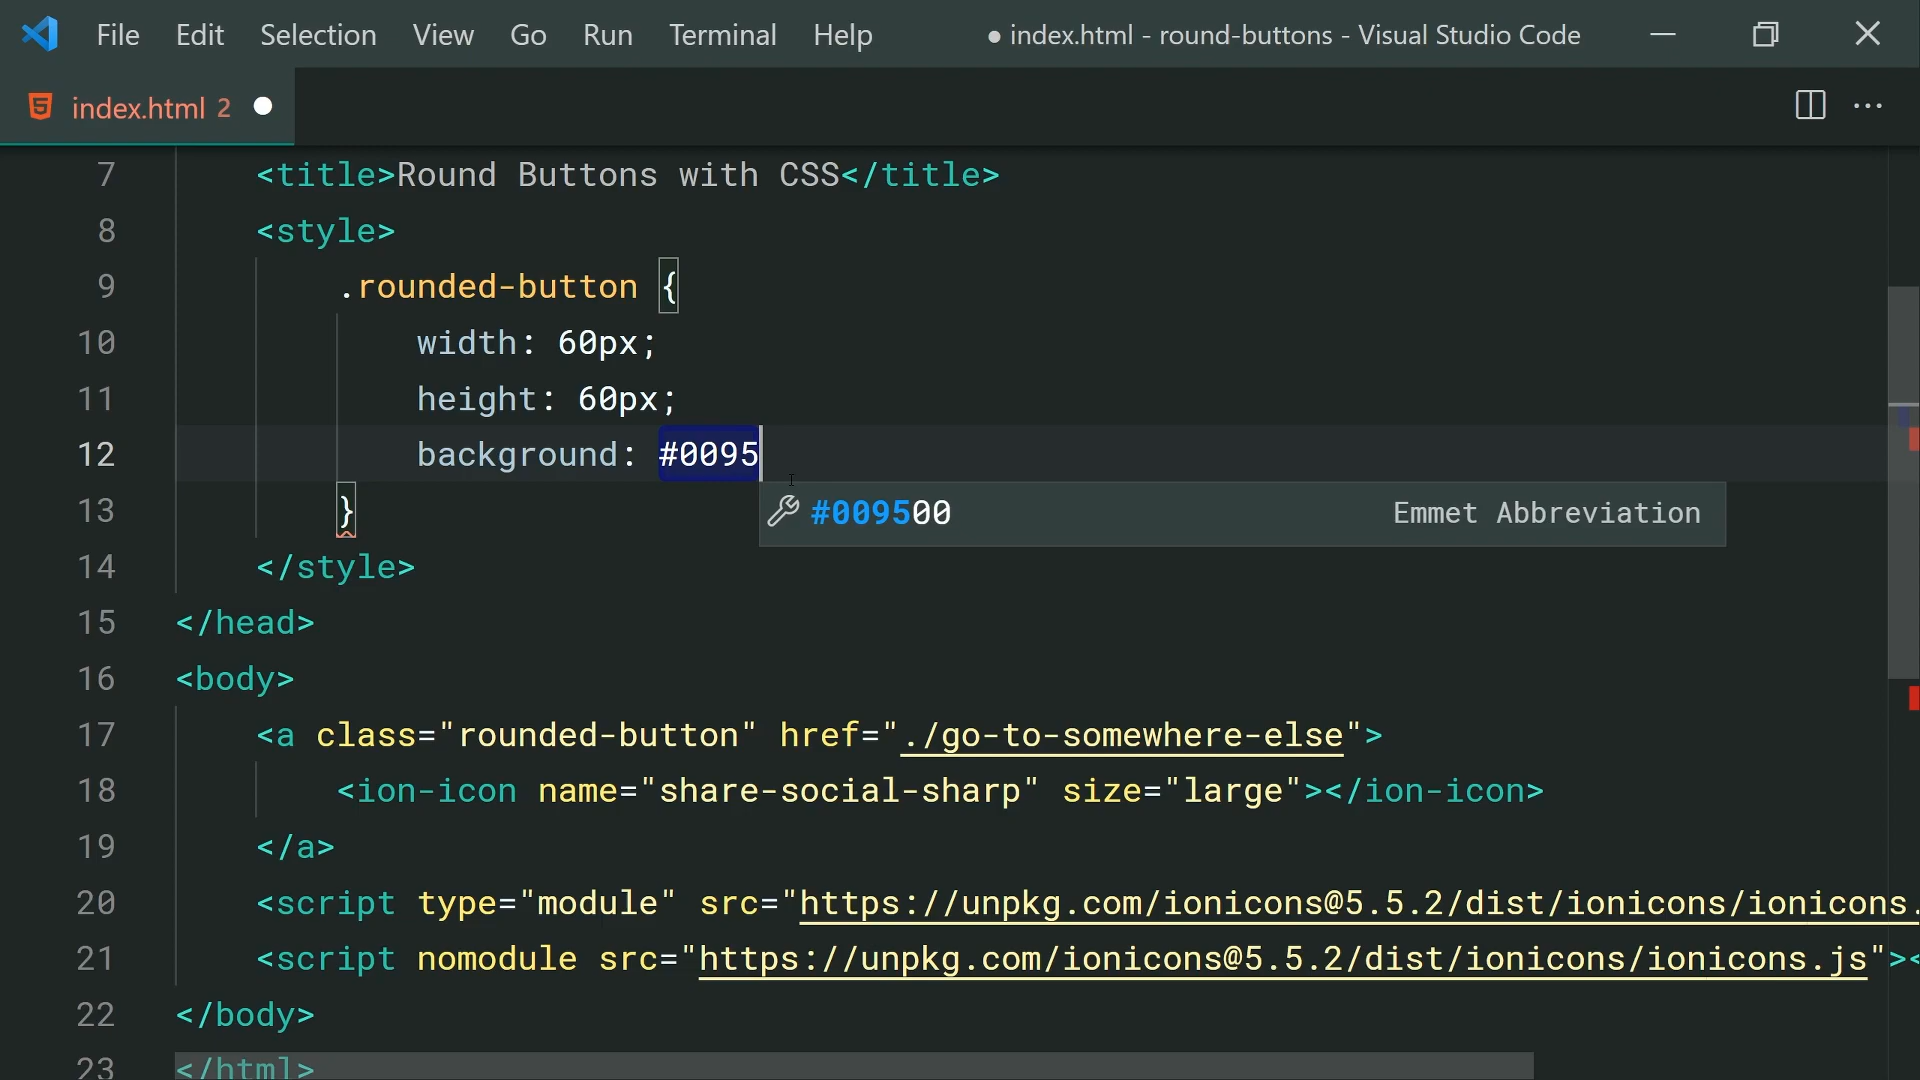 File Edit Selection View Go Run Terminal Help ● index.html - round-buttons - Visual Studio Code
index.html 2
7 <title>Round Buttons with CSS</title>
8 <style>
9 .rounded-button {
10 width: 60px;
11 height: 60px;
12 background: #0095
#009500 Emmet Abbreviation
13 }
14 </style>
15 </head>
16 <body>
17 <a class="rounded-button" href="./go-to-somewhere-else">
18 <ion-icon name="share-social-sharp" size="large"></ion-icon>
19 </a>
20 <script type="module" src="https://unpkg.com/ionicons@5.5.2/dist/ionicons/ionicons.
21 <script nomodule src="https://unpkg.com/ionicons@5.5.2/dist/ionicons/ionicons.js"><
22 </body>
23 </html>